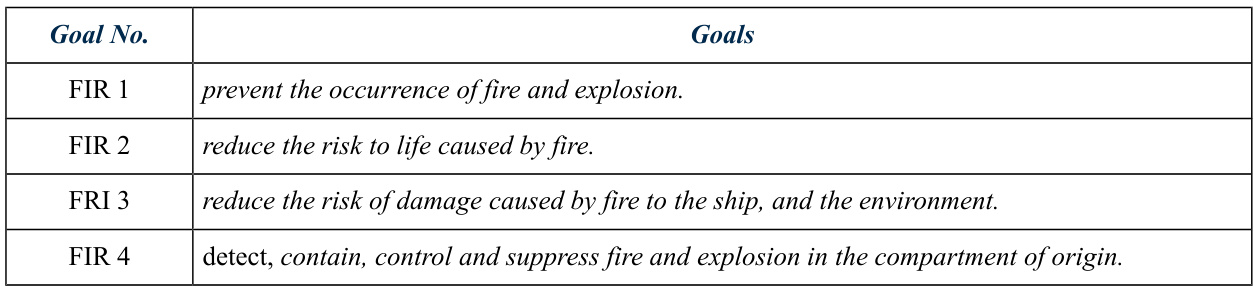 Goal No. Goals
FIR 1 prevent the occurrence of fire and explosion.
FIR 2 reduce the risk to life caused by fire.
FRI 3 reduce the risk of damage caused by fire to the ship, and the environment.
FIR 4 detect, contain, control and suppress fire and explosion in the compartment of origin.